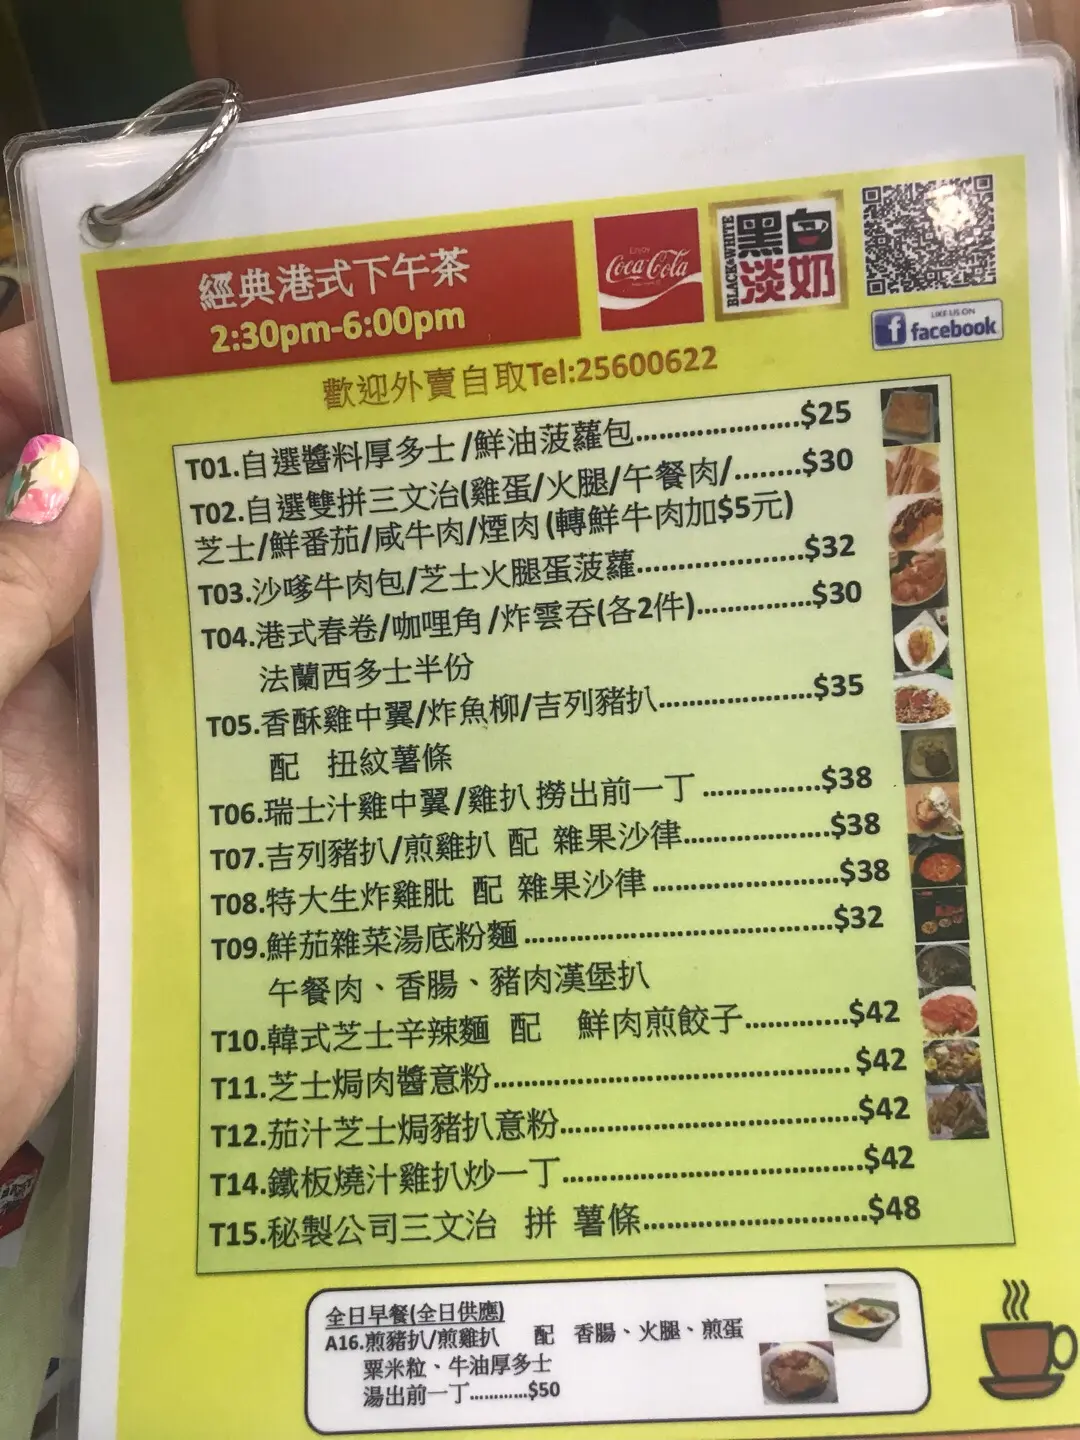 經典港式下午茶
2:30pm-6:00pm
ENJOY
Coca-Cola
BLACK&WHITE
黑白
淡奶
LIKE US ON
facebook
歡迎外賣自取Tel:25600622
T01.自選醬料厚多士/鮮油菠蘿包....................$25
T02.自選雙拼三文治(雞蛋/火腿/午餐肉/........$30
芝士/鮮番茄/咸牛肉/煙肉(轉鮮牛肉加$5元)
T03.沙嗲牛肉包/芝士火腿蛋菠蘿....................$32
T04.港式春卷/咖哩角/炸雲吞(各2件)..............$30
法蘭西多士半份
T05.香酥雞中翼/炸魚柳/吉列豬扒..................$35
配 扭紋薯條
T06.瑞士汁雞中翼/雞扒撈出前一丁 ..............$38
T07.吉列豬扒/煎雞扒 配 雜果沙律.................$38
T08.特大生炸雞肶 配 雜果沙律......................$38
T09.鮮茄雜菜湯底粉麵.....................................$32
午餐肉、香腸、豬肉漢堡扒
T10.韓式芝士辛辣麵 配 鮮肉煎餃子............$42
T11.芝士焗肉醬意粉..........................................$42
T12.茄汁芝士焗豬扒意粉..................................$42
T14.鐵板燒汁雞扒炒一丁..................................$42
T15.秘製公司三文治 拼 薯條..........................$48
全日早餐(全日供應)
A16.煎豬扒/煎雞扒 配 香腸、火腿、煎蛋
粟米粒、牛油厚多士
湯出前一丁............$50